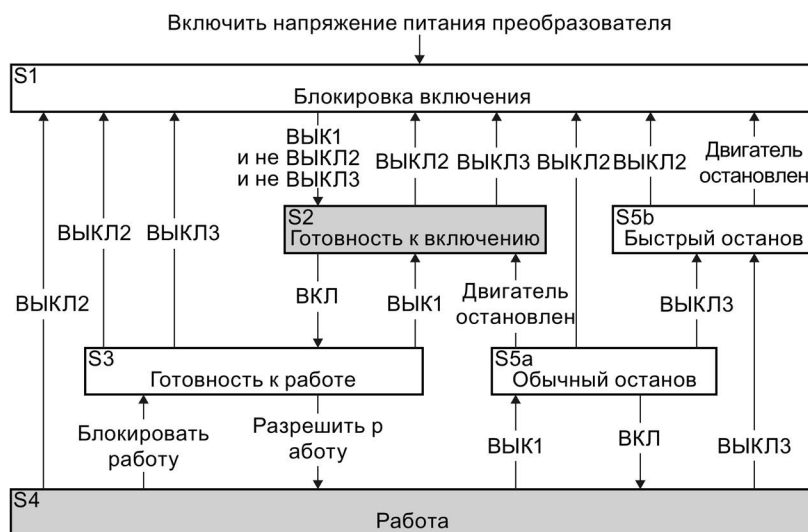 Включить напряжение питания преобразователя
S1
Блокировка включения
ВЫК1
и не ВЫКЛ2
и не ВЫКЛ3
ВЫКЛ2
ВЫКЛ3
ВЫКЛ2
ВЫКЛ2
Двигатель
остановлен
S2
Готовность к включению
S5b
Быстрый останов
ВЫКЛ2
ВЫКЛ3
ВЫКЛ2
ВКЛ
ВЫК1
Двигатель
остановлен
ВЫКЛ3
S3
Готовность к работе
S5a
Обычный останов
Блокировать
работу
Разрешить р
аботу
ВЫК1
ВКЛ
ВЫКЛ3
S4
Работа